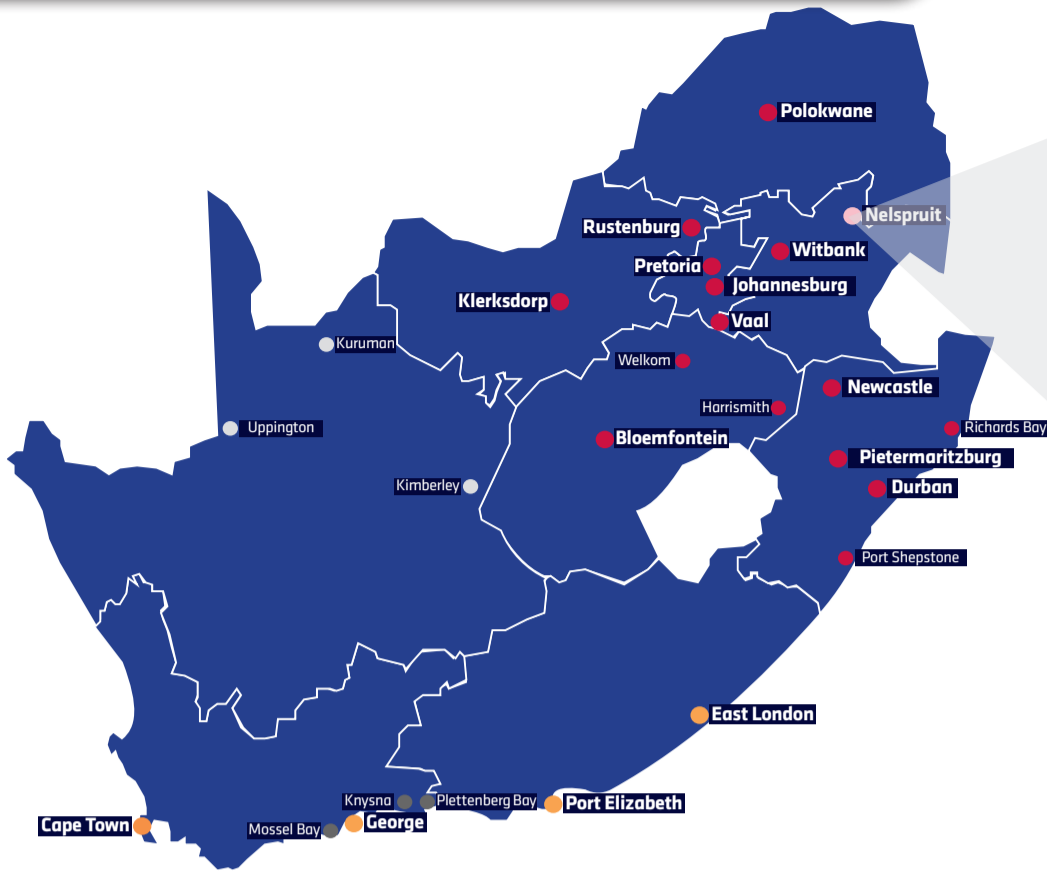 Polokwane
Nelspruit
Rustenburg
Witbank
Pretoria
Johannesburg
Klerksdorp
Vaal
Kuruman
Welkom
Newcastle
Harrismith
Uppington
Richards Bay
Bloemfontein
Pietermaritzburg
Kimberley
Durban
Port Shepstone
East London
Knysna
Plettenberg Bay
Port Elizabeth
Cape Town
Mossel Bay
George